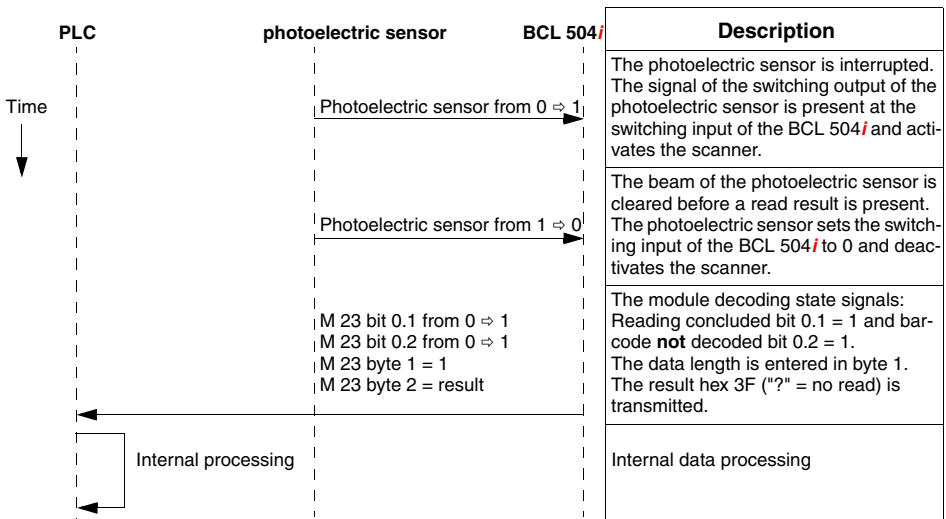 PLC photoelectric sensor BCL 504i Description
Time
Photoelectric sensor from 0 ⇨ 1
The photoelectric sensor is interrupted.
The signal of the switching output of the
photoelectric sensor is present at the
switching input of the BCL 504i and acti-
vates the scanner.
Photoelectric sensor from 1 ⇨ 0
The beam of the photoelectric sensor is
cleared before a read result is present.
The photoelectric sensor sets the switch-
ing input of the BCL 504i to 0 and deac-
tivates the scanner.
M 23 bit 0.1 from 0 ⇨ 1
M 23 bit 0.2 from 0 ⇨ 1
M 23 byte 1 = 1
M 23 byte 2 = result
The module decoding state signals:
Reading concluded bit 0.1 = 1 and bar-
code not decoded bit 0.2 = 1.
The data length is entered in byte 1.
The result hex 3F ("?" = no read) is
transmitted.
Internal processing
Internal data processing